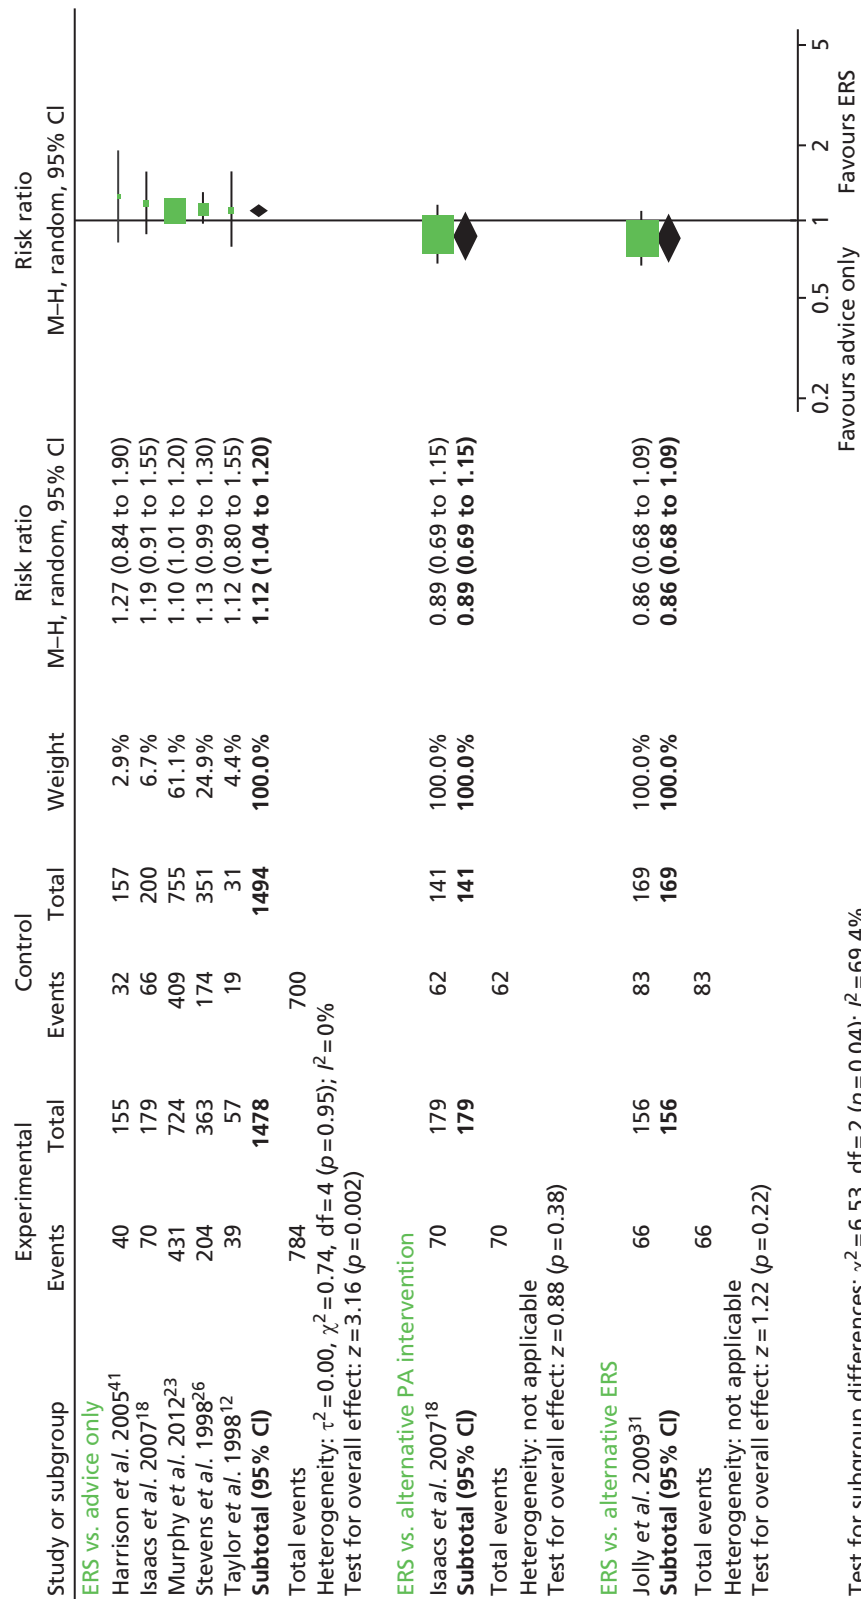 Experimental Control Risk ratio Risk ratio
Study or subgroup Events Total Events Total Weight M–H, random, 95% CI M–H, random, 95% CI
ERS vs. advice only
Harrison et al. 2005⁴¹ 40 155 32 157 2.9% 1.27 (0.84 to 1.90)
Isaacs et al. 2007¹⁸ 70 179 66 200 6.7% 1.19 (0.91 to 1.55)
Murphy et al. 2012²³ 431 724 409 755 61.1% 1.10 (1.01 to 1.20)
Stevens et al. 1998²⁶ 204 363 174 351 24.9% 1.13 (0.99 to 1.30)
Taylor et al. 1998¹² 39 57 19 31 4.4% 1.12 (0.80 to 1.55)
Subtotal (95% CI) 1478 1494 100.0% 1.12 (1.04 to 1.20)
Total events 784 700
Heterogeneity: τ²=0.00, χ²=0.74, df=4 (p=0.95); I²=0%
Test for overall effect: z=3.16 (p=0.002)
ERS vs. alternative PA intervention
Isaacs et al. 2007¹⁸ 70 179 62 141 100.0% 0.89 (0.69 to 1.15)
Subtotal (95% CI) 179 141 100.0% 0.89 (0.69 to 1.15)
Total events 70 62
Heterogeneity: not applicable
Test for overall effect: z=0.88 (p=0.38)
ERS vs. alternative ERS
Jolly et al. 2009³¹ 66 156 83 169 100.0% 0.86 (0.68 to 1.09)
Subtotal (95% CI) 156 169 100.0% 0.86 (0.68 to 1.09)
Total events 66 83
Heterogeneity: not applicable
Test for overall effect: z=1.22 (p=0.22)
0.2 0.5 1 2 5
Favours advice only Favours ERS
Test for subgroup differences: χ²=6.53, df=2 (p=0.04); I²=69.4%